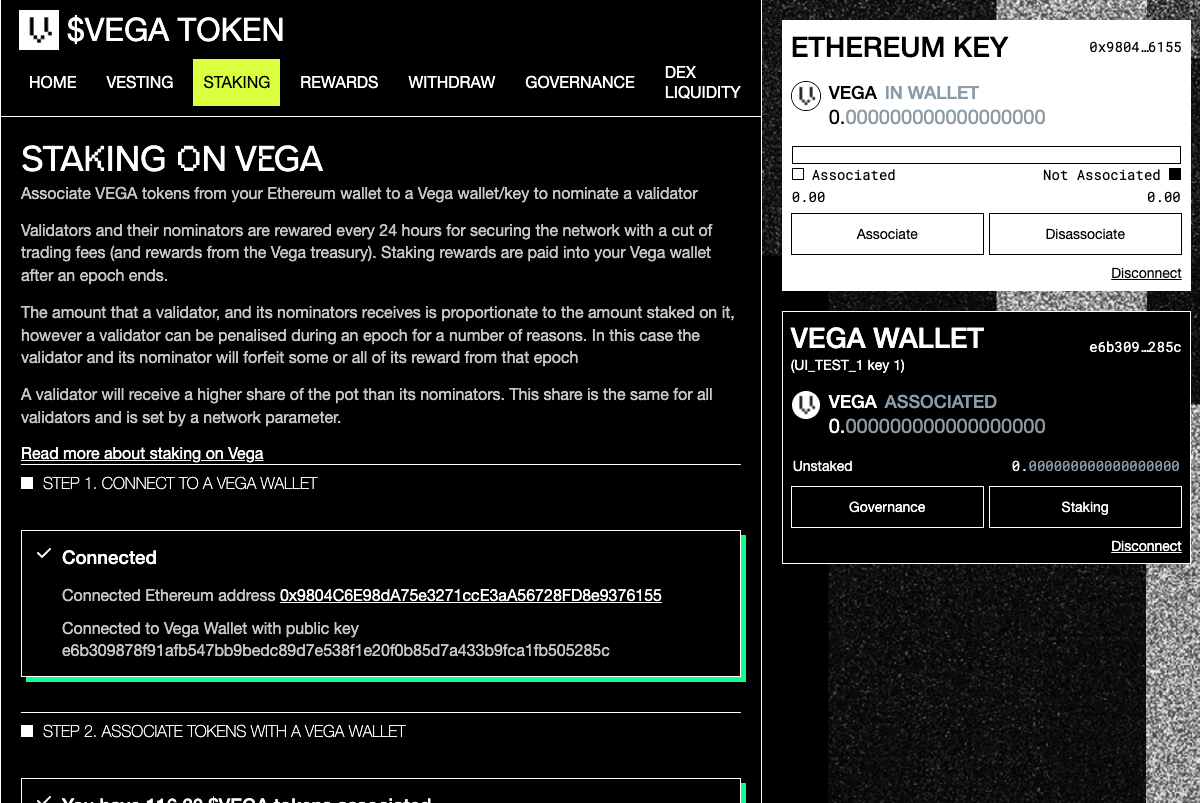 $VEGA TOKEN
HOME
VESTING
STAKING
REWARDS
WITHDRAW
GOVERNANCE
DEX
LIQUIDITY
STAKING ON VEGA
Associate VEGA tokens from your Ethereum wallet to a Vega wallet/key to nominate a validator
Validators and their nominators are rewarded every 24 hours for securing the network with a cut of
trading fees (and rewards from the Vega treasury). Staking rewards are paid into your Vega wallet
after an epoch ends.
The amount that a validator, and its nominators receives is proportionate to the amount staked on it,
however a validator can be penalised during an epoch for a number of reasons. In this case the
validator and its nominator will forfeit some or all of its reward from that epoch
A validator will receive a higher share of the pot than its nominators. This share is the same for all
validators and is set by a network parameter.
Read more about staking on Vega
STEP 1. CONNECT TO A VEGA WALLET
Connected
Connected Ethereum address 0x9804C6E98dA75e3271ccE3aA56728FD8e9376155
Connected to Vega Wallet with public key
e6b309878f91afb547bb9bedc89d7e538f1e20f0b85d7a433b9fca1fb505285c
STEP 2. ASSOCIATE TOKENS WITH A VEGA WALLET
You have 116.00 $VEGA tokens associated
ETHEREUM KEY
0x9804…6155
VEGA IN WALLET
0.000000000000000000
Associated
Not Associated
0.00
0.00
Associate
Disassociate
Disconnect
VEGA WALLET
e6b309…285c
(UI_TEST_1 key 1)
VEGA ASSOCIATED
0.000000000000000000
Unstaked
0.000000000000000000
Governance
Staking
Disconnect